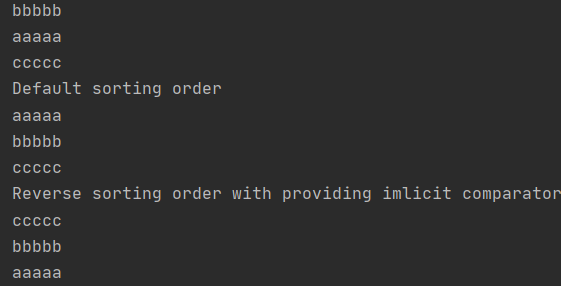 bbbbb
aaaaa
ccccc
Default sorting order
aaaaa
bbbbb
ccccc
Reverse sorting order with providing imlicit comparator
ccccc
bbbbb
aaaaa